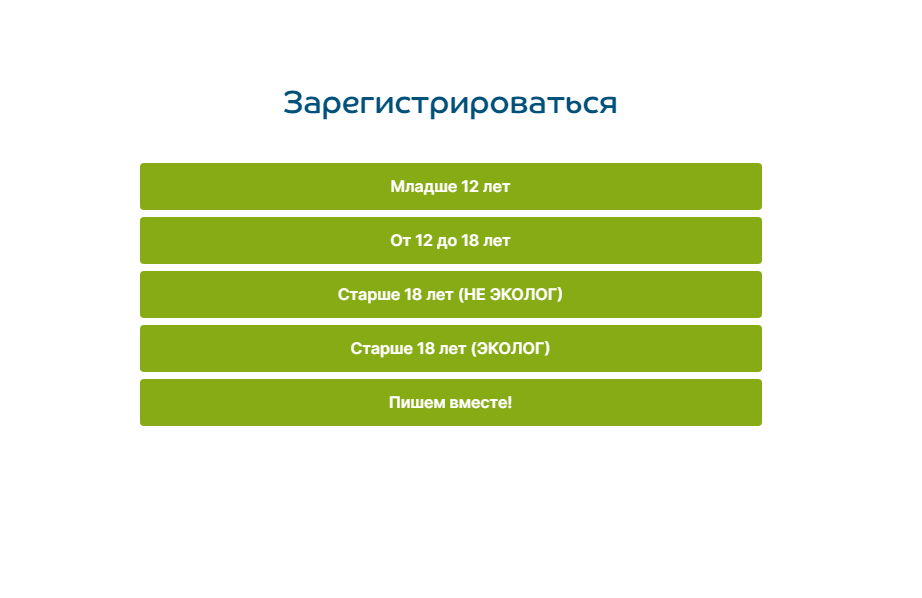 Зарегистрироваться
Младше 12 лет
От 12 до 18 лет
Старше 18 лет (НЕ ЭКОЛОГ)
Старше 18 лет (ЭКОЛОГ)
Пишем вместе!